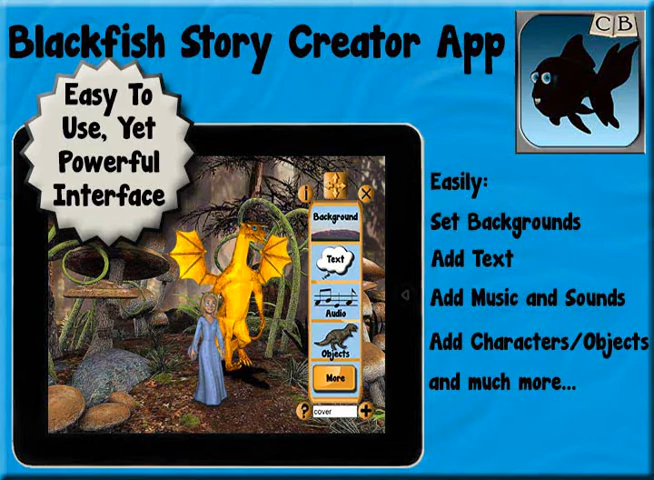 Blackfish Story Creator App
C B
Easy To
Use, Yet
Powerful
Interface
i
Background
Text
Audio
Objects
More
? cover +
Easily:
Set Backgrounds
Add Text
Add Music and Sounds
Add Characters/Objects
and much more...